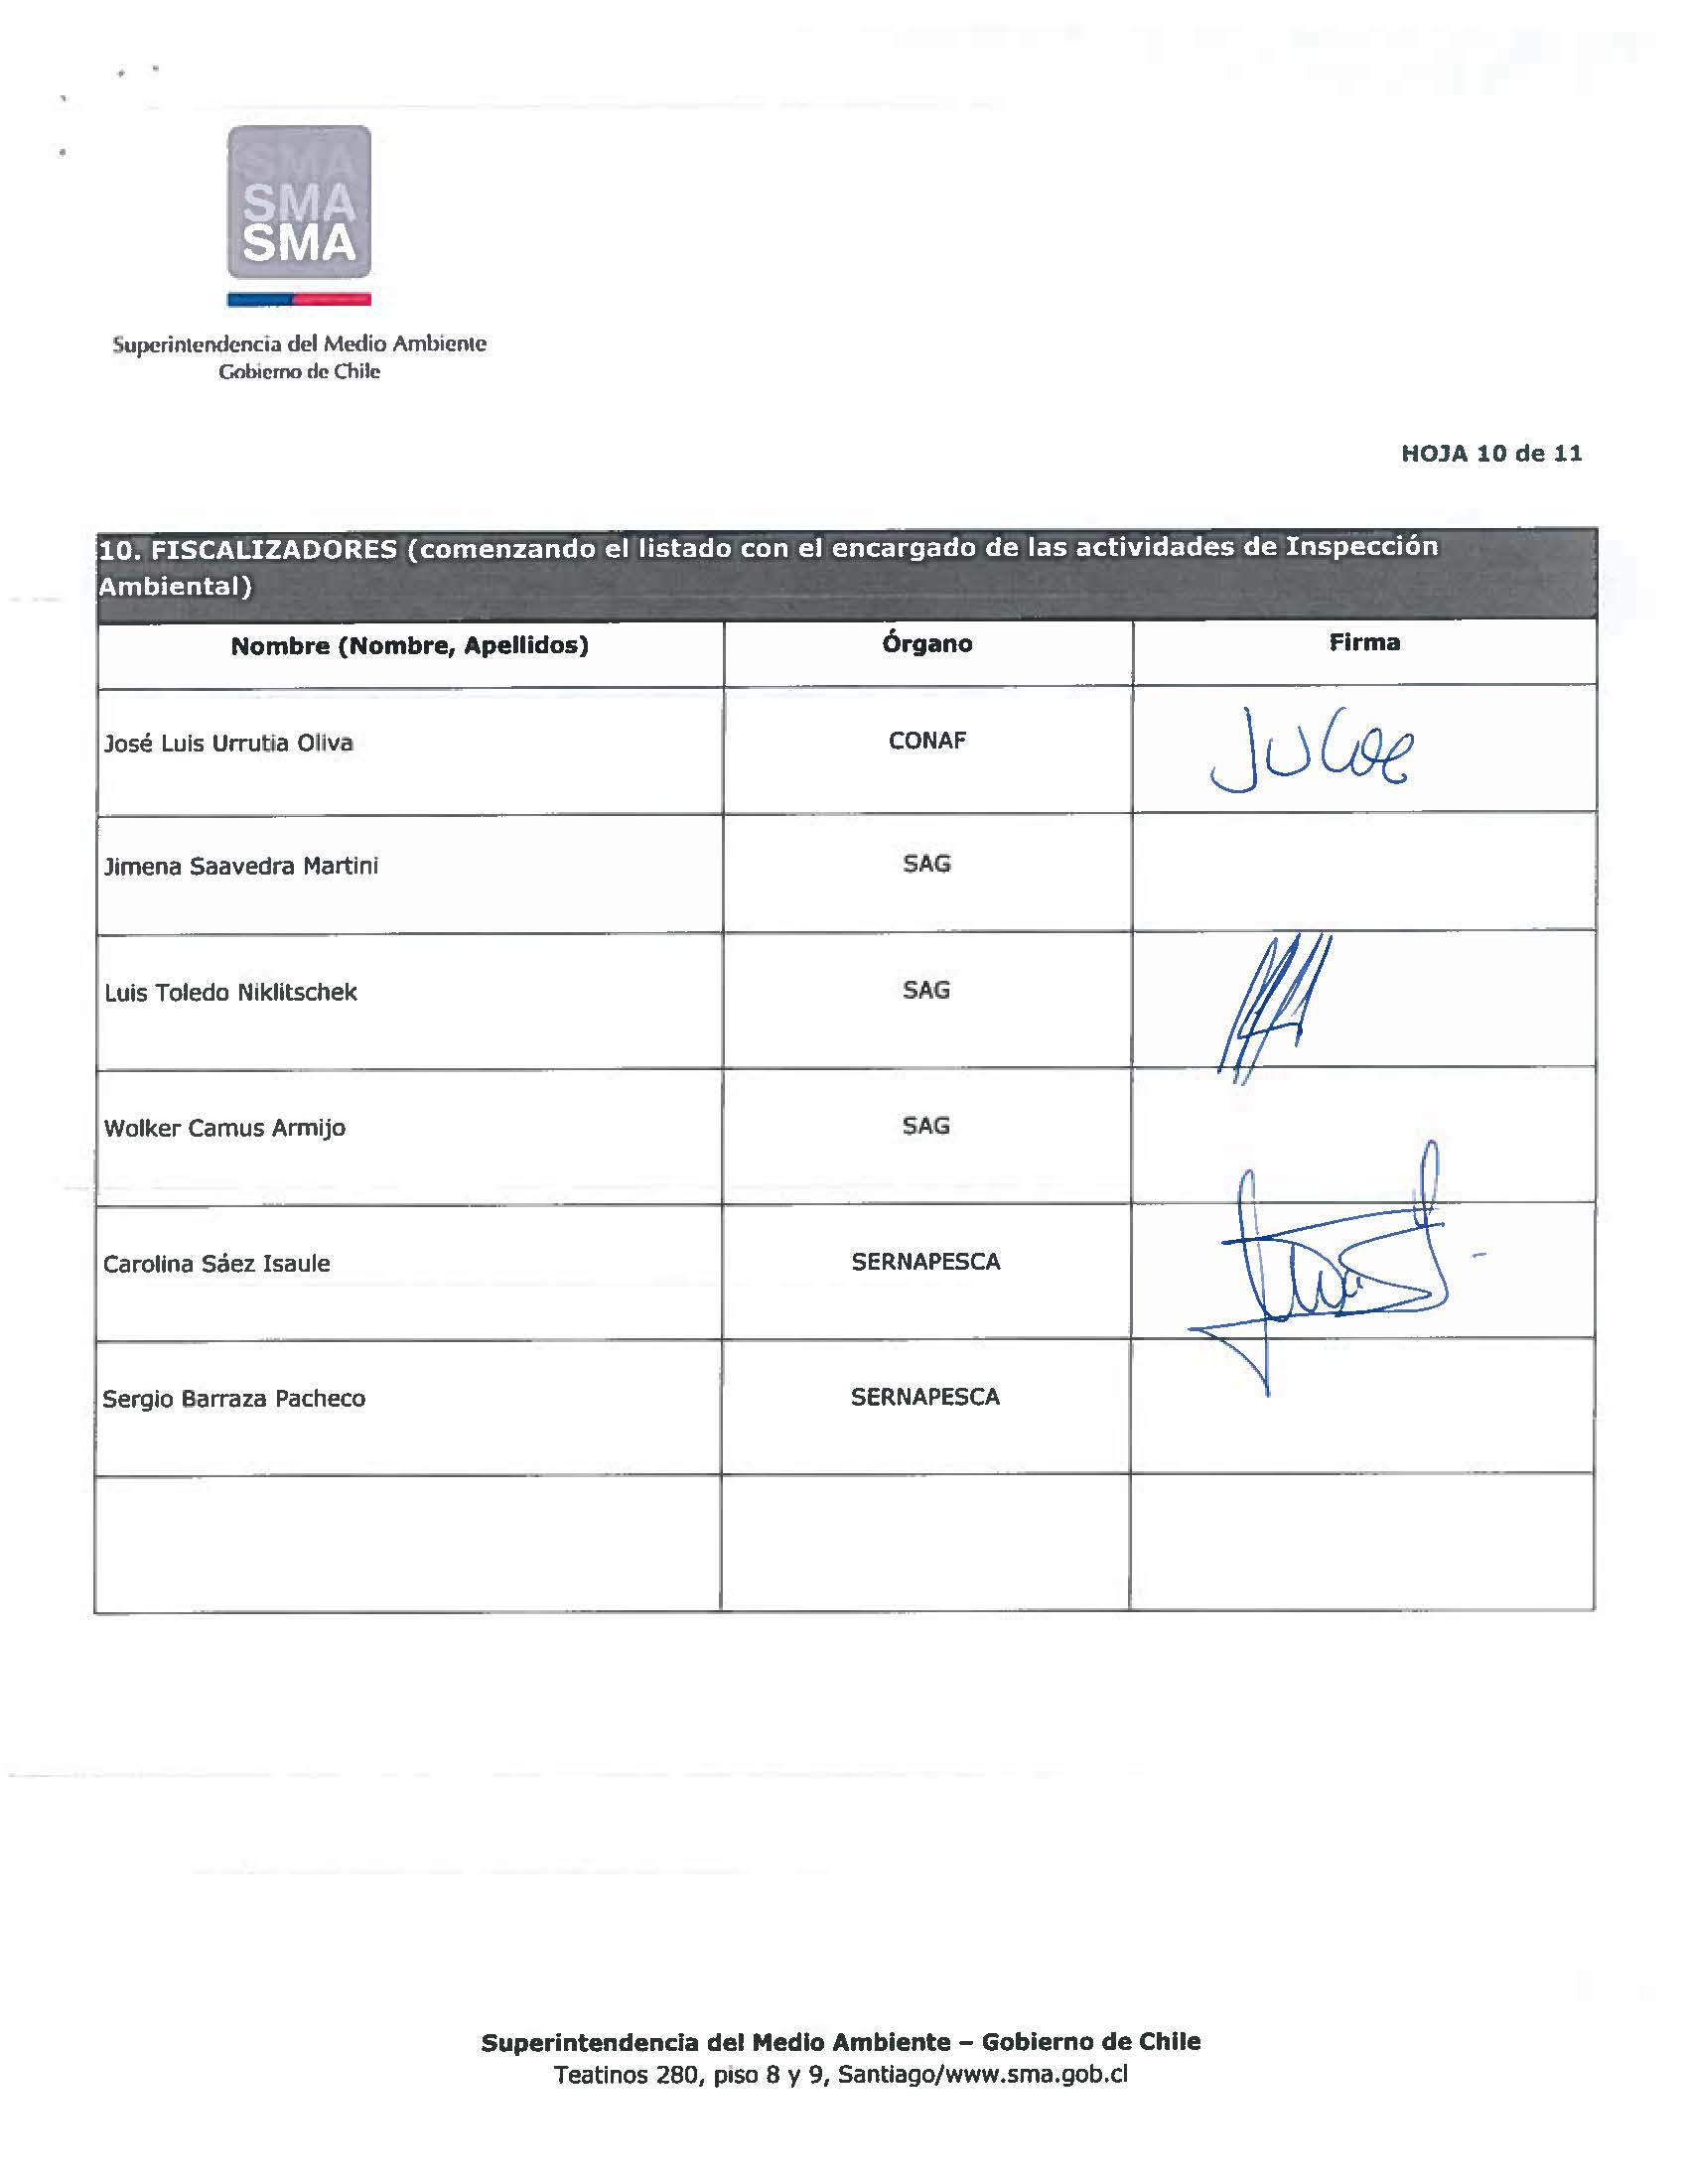 SMA
SMA
SMA
Superintendencia del Medio Ambiente
Gobierno de Chile
HOJA 10 de 11
10. FISCALIZADORES (comenzando el listado con el encargado de las actividades de Inspección
Ambiental)
Nombre (Nombre, Apellidos) Órgano Firma
José Luis Urrutia Oliva CONAF
Jimena Saavedra Martini SAG
Luis Toledo Niklitschek SAG
Wolker Camus Armijo SAG
Carolina Sáez Isaule SERNAPESCA
Sergio Barraza Pacheco SERNAPESCA
Superintendencia del Medio Ambiente – Gobierno de Chile
Teatinos 280, piso 8 y 9, Santiago/www.sma.gob.cl